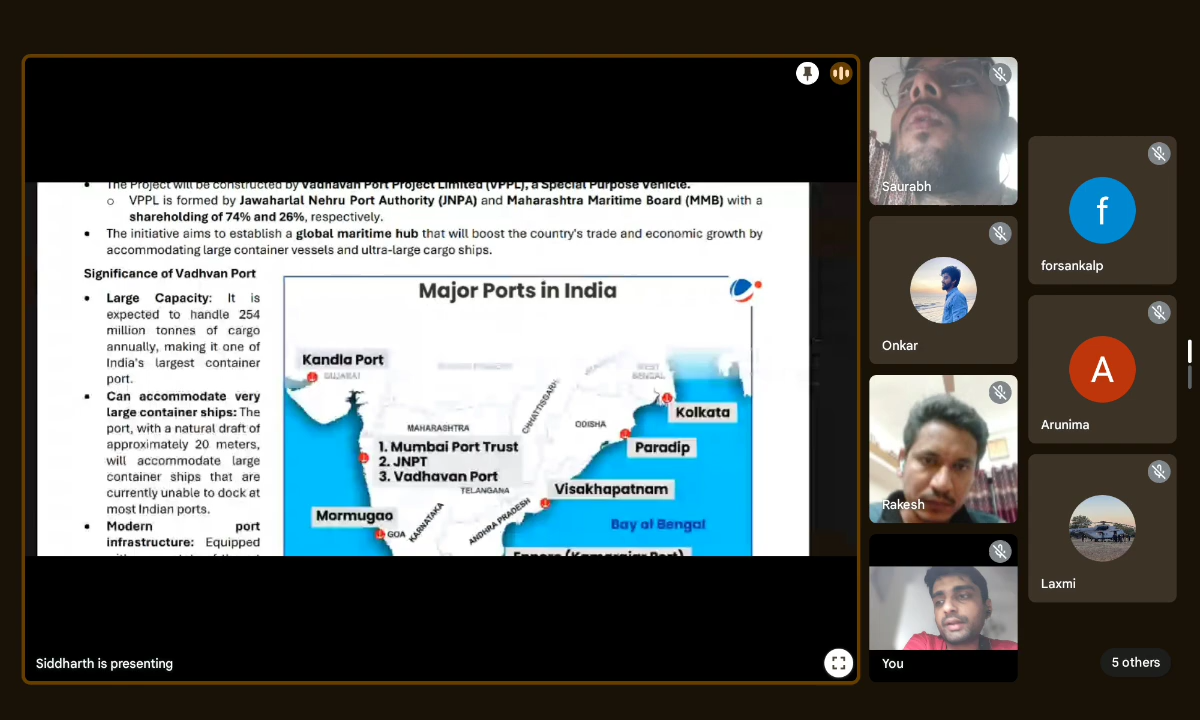 The Project will be constructed by Vadhavan Port Project Limited (VPPL), a Special Purpose Vehicle.
VPPL is formed by Jawaharlal Nehru Port Authority (JNPA) and Maharashtra Maritime Board (MMB) with a
shareholding of 74% and 26%, respectively.
The initiative aims to establish a global maritime hub that will boost the country's trade and economic growth by
accommodating large container vessels and ultra-large cargo ships.
Significance of Vadhvan Port
Large Capacity: It is
expected to handle 254
million tonnes of cargo
annually, making it one of
India's largest container
port.
Can accommodate very
large container ships: The
port, with a natural draft of
approximately 20 meters,
will accommodate large
container ships that are
currently unable to dock at
most Indian ports.
Modern port
infrastructure: Equipped
Major Ports in India
Kandla Port
GUJARAT
WEST
BENGAL
CHHATTISGARH
Kolkata
MAHARASHTRA
ODISHA
Paradip
1. Mumbai Port Trust
2. JNPT
3. Vadhavan Port
TELANGANA
Visakhapatnam
Mormugao
GOA
KARNATAKA
ANDHRA PRADESH
Bay of Bengal
Ennore (Kamarajar Port)
Siddharth is presenting
Saurabh
Onkar
Rakesh
You
f
forsankalp
A
Arunima
Laxmi
5 others